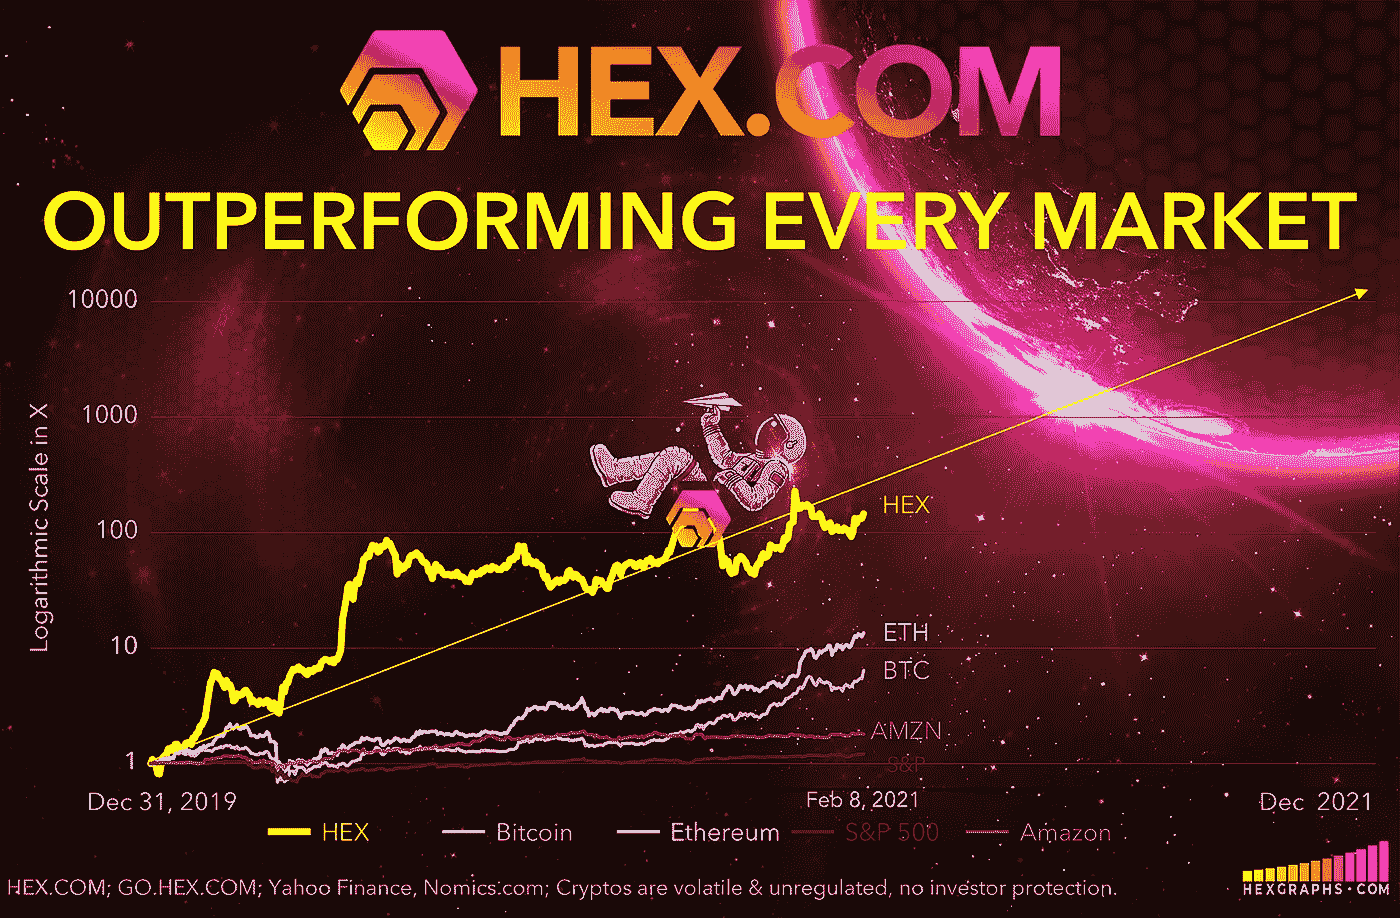 HEX.COM
OUTPERFORMING EVERY MARKET
10000
1000
100
10
1
Logarithmic Scale in X
HEX
ETH
BTC
AMZN
S&P
Dec 31, 2019
Feb 8, 2021
Dec 2021
HEX Bitcoin Ethereum S&P 500 Amazon
HEX.COM; GO.HEX.COM; Yahoo Finance, Nomics.com; Cryptos are volatile & unregulated, no investor protection.
HEXGRAPHS·COM